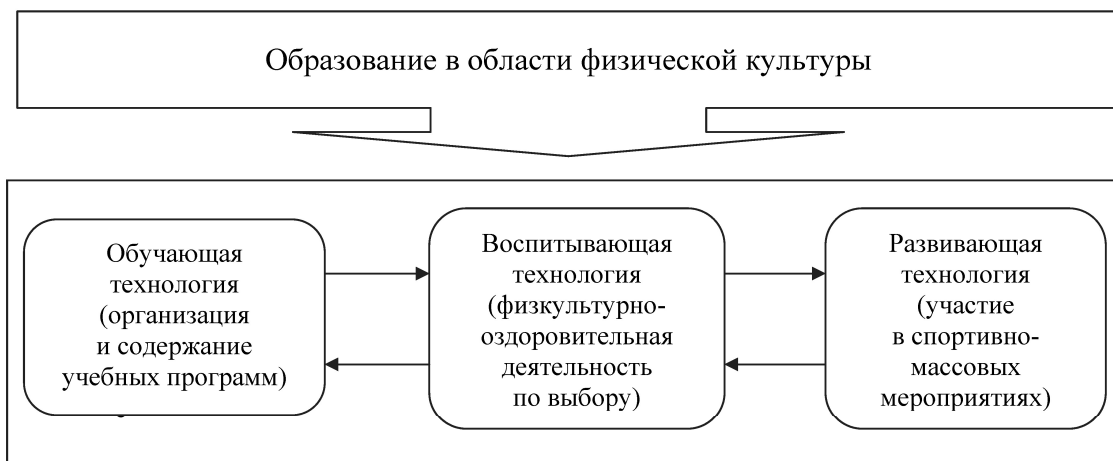 Образование в области физической культуры
Обучающая
технология
(организация
и содержание
учебных программ)
Воспитывающая
технология
(физкультурно-
оздоровительная
деятельность
по выбору)
Развивающая
технология
(участие
в спортивно-
массовых
мероприятиях)